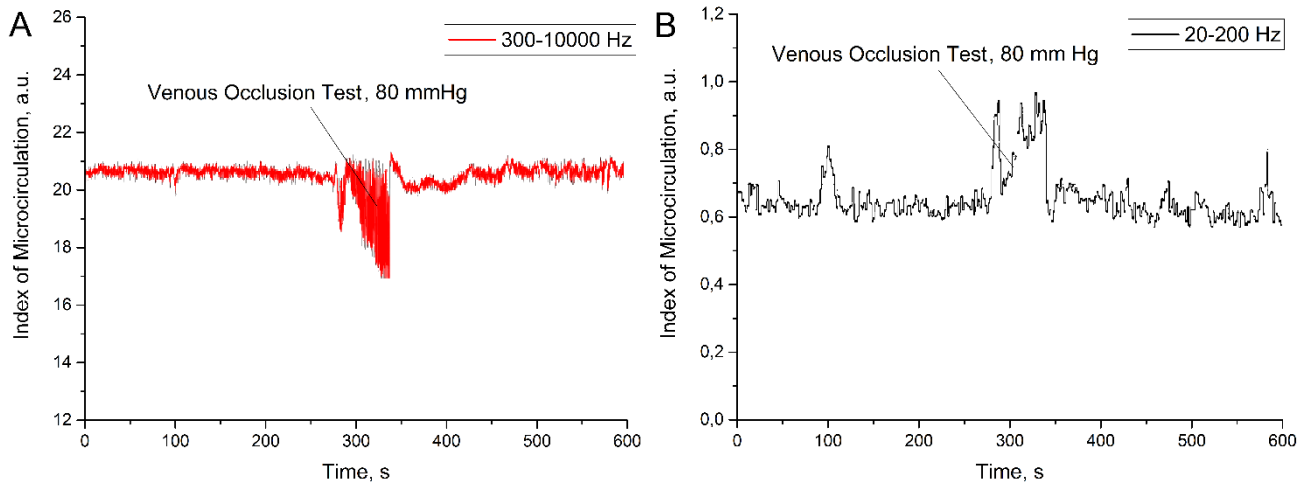 A
300-10000 Hz
Venous Occlusion Test, 80 mmHg
Index of Microcirculation, a.u.
26
24
22
20
18
16
14
12
0
100
200
300
400
500
600
Time, s
B
20-200 Hz
Venous Occlusion Test, 80 mm Hg
Index of Microcirculation, a.u.
1,2
1,0
0,8
0,6
0,4
0,2
0,0
0
100
200
300
400
500
600
Time, s